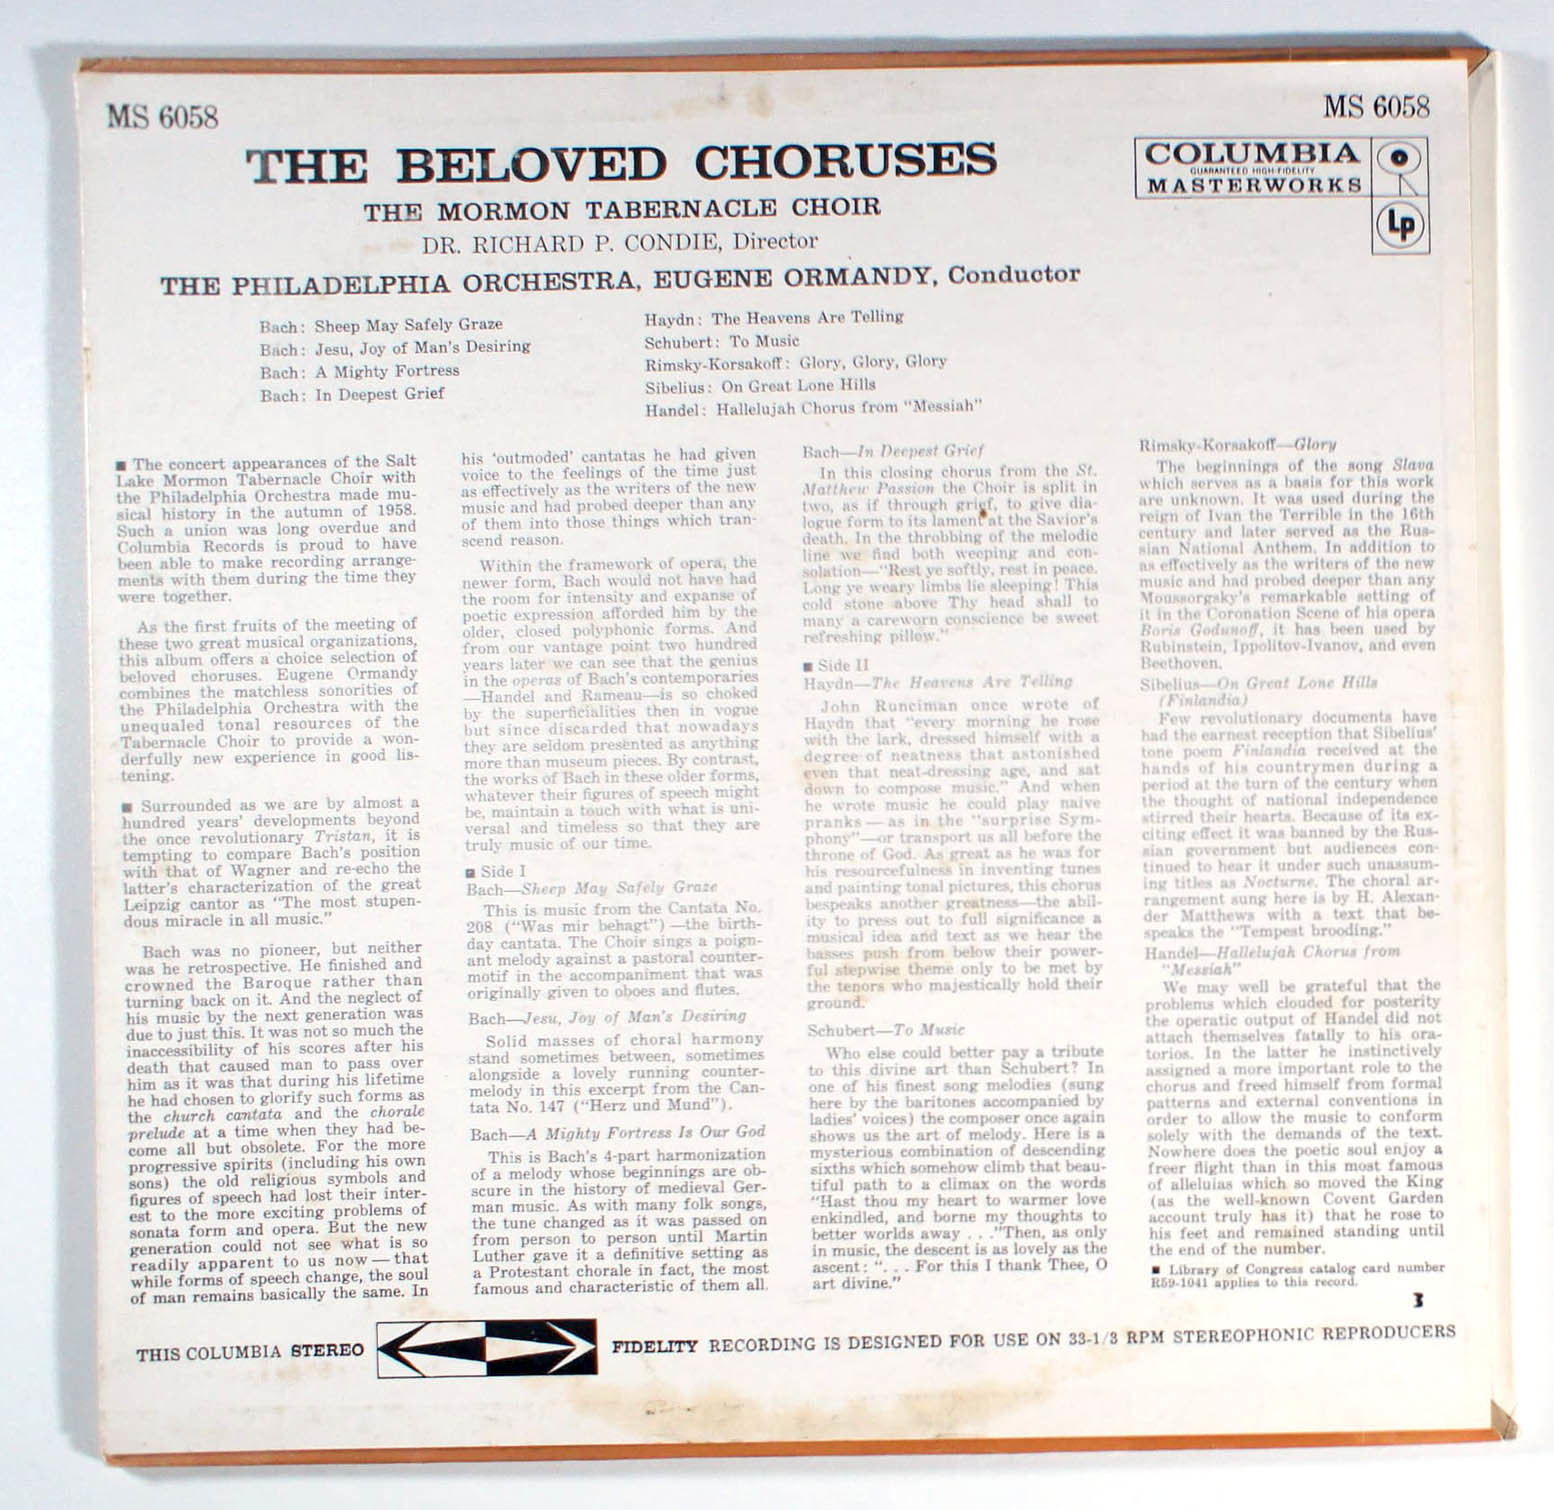 MS 6058
MS 6058
THE BELOVED CHORUSES
THE MORMON TABERNACLE CHOIR
DR. RICHARD P. CONDIE, Director
THE PHILADELPHIA ORCHESTRA, EUGENE ORMANDY, Conductor
COLUMBIA
GUARANTEED HIGH-FIDELITY
MASTERWORKS
Lp
Bach: Sheep May Safely Graze
Bach: Jesu, Joy of Man's Desiring
Bach: A Mighty Fortress
Bach: In Deepest Grief
Haydn: The Heavens Are Telling
Schubert: To Music
Rimsky-Korsakoff: Glory, Glory, Glory
Sibelius: On Great Lone Hills
Handel: Hallelujah Chorus from "Messiah"
■ The concert appearances of the Salt
Lake Mormon Tabernacle Choir with
the Philadelphia Orchestra made mu-
sical history in the autumn of 1958.
Such a union was long overdue and
Columbia Records is proud to have
been able to make recording arrange-
ments with them during the time they
were together.
As the first fruits of the meeting of
these two great musical organizations,
this album offers a choice selection of
beloved choruses. Eugene Ormandy
combines the matchless sonorities of
the Philadelphia Orchestra with the
unequaled tonal resources of the
Tabernacle Choir to provide a won-
derfully new experience in good lis-
tening.
■ Surrounded as we are by almost a
hundred years' developments beyond
the once revolutionary Tristan, it is
tempting to compare Bach's position
with that of Wagner and re-echo the
latter's characterization of the great
Leipzig cantor as "The most stupen-
dous miracle in all music."
Bach was no pioneer, but neither
was he retrospective. He finished and
crowned the Baroque rather than
turning back on it. And the neglect of
his music by the next generation was
due to just this. It was not so much the
inaccessibility of his scores after his
death that caused man to pass over
him as it was that during his lifetime
he had chosen to glorify such forms as
the church cantata and the chorale
prelude at a time when they had be-
come all but obsolete. For the more
progressive spirits (including his own
sons) the old religious symbols and
figures of speech had lost their inter-
est to the more exciting problems of
sonata form and opera. But the new
generation could not see what is so
readily apparent to us now—that
while forms of speech change, the soul
of man remains basically the same. In
his 'outmoded' cantatas he had given
voice to the feelings of the time just
as effectively as the writers of the new
music and had probed deeper than any
of them into those things which tran-
scend reason.
Within the framework of opera, the
newer form, Bach would not have had
the room for intensity and expanse of
poetic expression afforded him by the
older, closed polyphonic forms. And
from our vantage point two hundred
years later we can see that the genius
in the operas of Bach's contemporaries
—Handel and Rameau—is so choked
by the superficialities then in vogue
but since discarded that nowadays
they are seldom presented as anything
more than museum pieces. By contrast,
the works of Bach in these older forms,
whatever their figures of speech might
be, maintain a touch with what is uni-
versal and timeless so that they are
truly music of our time.
■ Side I
Bach—Sheep May Safely Graze
This is music from the Cantata No.
208 ("Was mir behagt")—the birth-
day cantata. The Choir sings a poign-
ant melody against a pastoral counter-
motif in the accompaniment that was
originally given to oboes and flutes.
Bach—Jesu, Joy of Man's Desiring
Solid masses of choral harmony
stand sometimes between, sometimes
alongside a lovely running counter-
melody in this excerpt from the Can-
tata No. 147 ("Herz und Mund").
Bach—A Mighty Fortress Is Our God
This is Bach's 4-part harmonization
of a melody whose beginnings are ob-
scure in the history of medieval Ger-
man music. As with many folk songs,
the tune changed as it was passed on
from person to person until Martin
Luther gave it a definitive setting as
a Protestant chorale in fact, the most
famous and characteristic of them all.
Bach—In Deepest Grief
In this closing chorus from the St.
Matthew Passion the Choir is split in
two, as if through grief, to give dia-
logue form to its lament at the Savior's
death. In the throbbing of the melodic
line we find both weeping and con-
solation—"Rest ye softly, rest in peace.
Long ye weary limbs lie sleeping! This
cold stone above Thy head shall to
many a careworn conscience be sweet
refreshing pillow."
■ Side II
Haydn—The Heavens Are Telling
John Runciman once wrote of
Haydn that "every morning he rose
with the lark, dressed himself with a
degree of neatness that astonished
even that neat-dressing age, and sat
down to compose music." And when
he wrote music he could play naive
pranks—as in the "surprise Sym-
phony"—or transport us all before the
throne of God. As great as he was for
his resourcefulness in inventing tunes
and painting tonal pictures, this chorus
bespeaks another greatness—the abil-
ity to press out to full significance a
musical idea and text as we hear the
basses push from below their power-
ful stepwise theme only to be met by
the tenors who majestically hold their
ground.
Schubert—To Music
Who else could better pay a tribute
to this divine art than Schubert? In
one of his finest song melodies (sung
here by the baritones accompanied by
ladies' voices) the composer once again
shows us the art of melody. Here is a
mysterious combination of descending
sixths which somehow climb that beau-
tiful path to a climax on the words
"Hast thou my heart to warmer love
enkindled, and borne my thoughts to
better worlds away . . ."Then, as only
in music, the descent is as lovely as the
ascent: ". . . For this I thank Thee, O
art divine."
Rimsky-Korsakoff—Glory
The beginnings of the song Slava
which serves as a basis for this work
are unknown. It was used during the
reign of Ivan the Terrible in the 16th
century and later served as the Rus-
sian National Anthem. In addition to
as effectively as the writers of the new
music and had probed deeper than any
Moussorgsky's remarkable setting of
it in the Coronation Scene of his opera
Boris Godunoff, it has been used by
Rubinstein, Ippolitov-Ivanov, and even
Beethoven.
Sibelius—On Great Lone Hills
(Finlandia)
Few revolutionary documents have
had the earnest reception that Sibelius'
tone poem Finlandia received at the
hands of his countrymen during a
period at the turn of the century when
the thought of national independence
stirred their hearts. Because of its ex-
citing effect it was banned by the Rus-
sian government but audiences con-
tinued to hear it under such unassum-
ing titles as Nocturne. The choral ar-
rangement sung here is by H. Alexan-
der Matthews with a text that be-
speaks the "Tempest brooding."
Handel—Hallelujah Chorus from
"Messiah"
We may well be grateful that the
problems which clouded for posterity
the operatic output of Handel did not
attach themselves fatally to his ora-
torios. In the latter he instinctively
assigned a more important role to the
chorus and freed himself from formal
patterns and external conventions in
order to allow the music to conform
solely with the demands of the text.
Nowhere does the poetic soul enjoy a
freer flight than in this most famous
of alleluias which so moved the King
(as the well-known Covent Garden
account truly has it) that he rose to
his feet and remained standing until
the end of the number.
■ Library of Congress catalog card number
R59-1041 applies to this record.
3
THIS COLUMBIA STEREO FIDELITY RECORDING IS DESIGNED FOR USE ON 33-1/3 RPM STEREOPHONIC REPRODUCERS